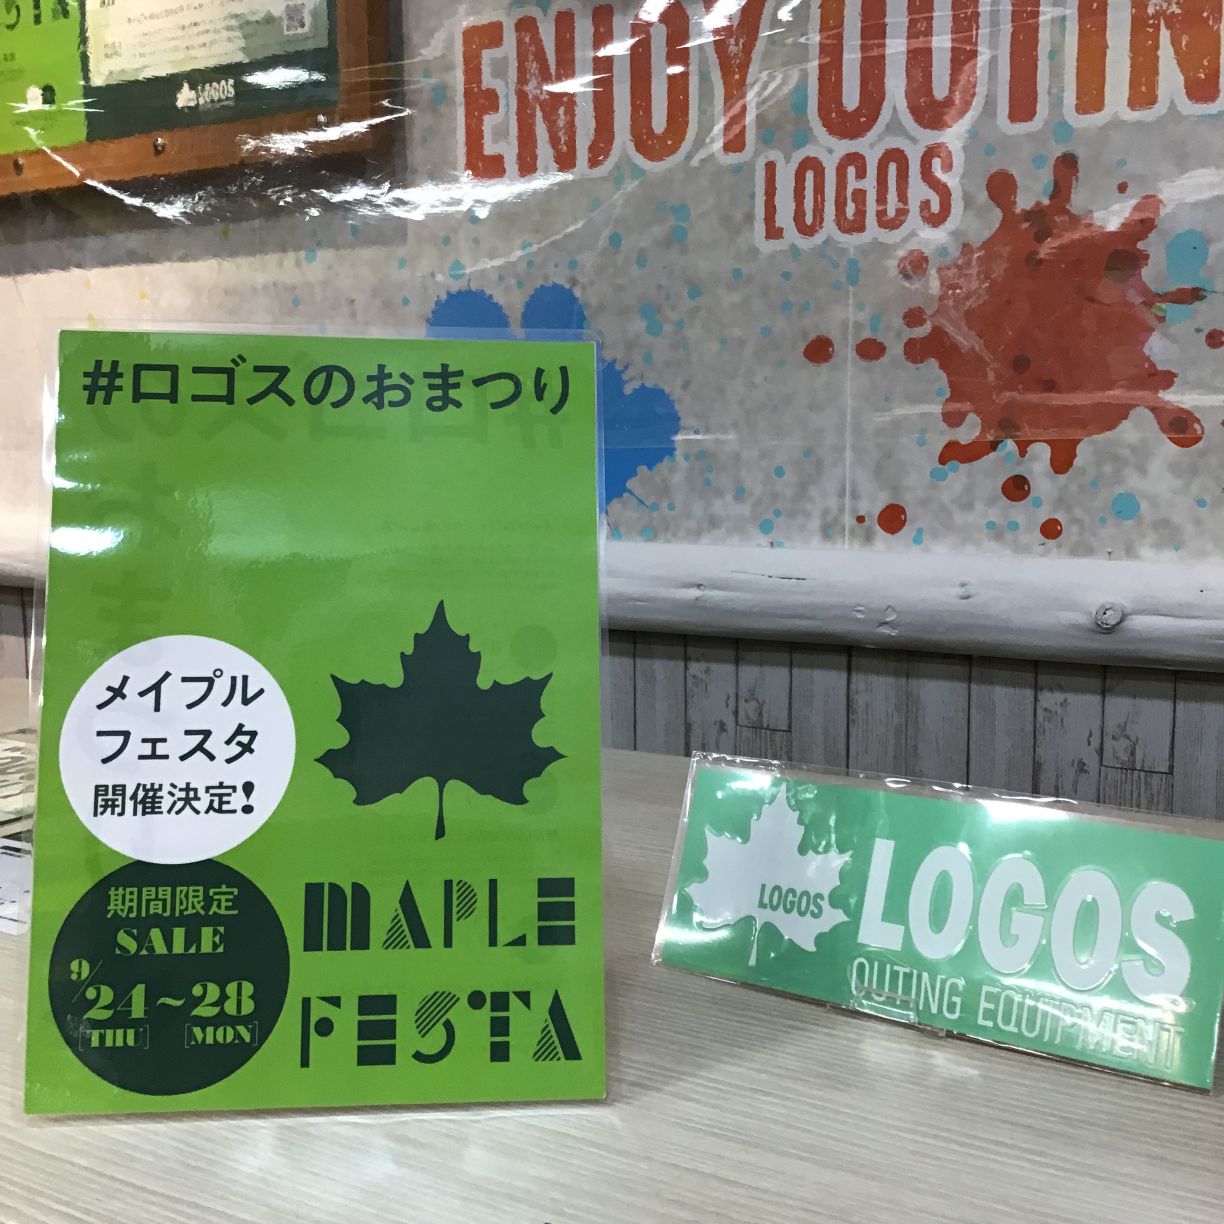 LOGOS
ENJOY OUTIN
LOGOS
#ロゴスのおまつり
メイプル
フェスタ
開催決定!
期間限定
SALE
9/24~28
[THU] [MON]
MAPLE
FESTA
LOGOS
LOGOS
OUTING EQUIPMENT